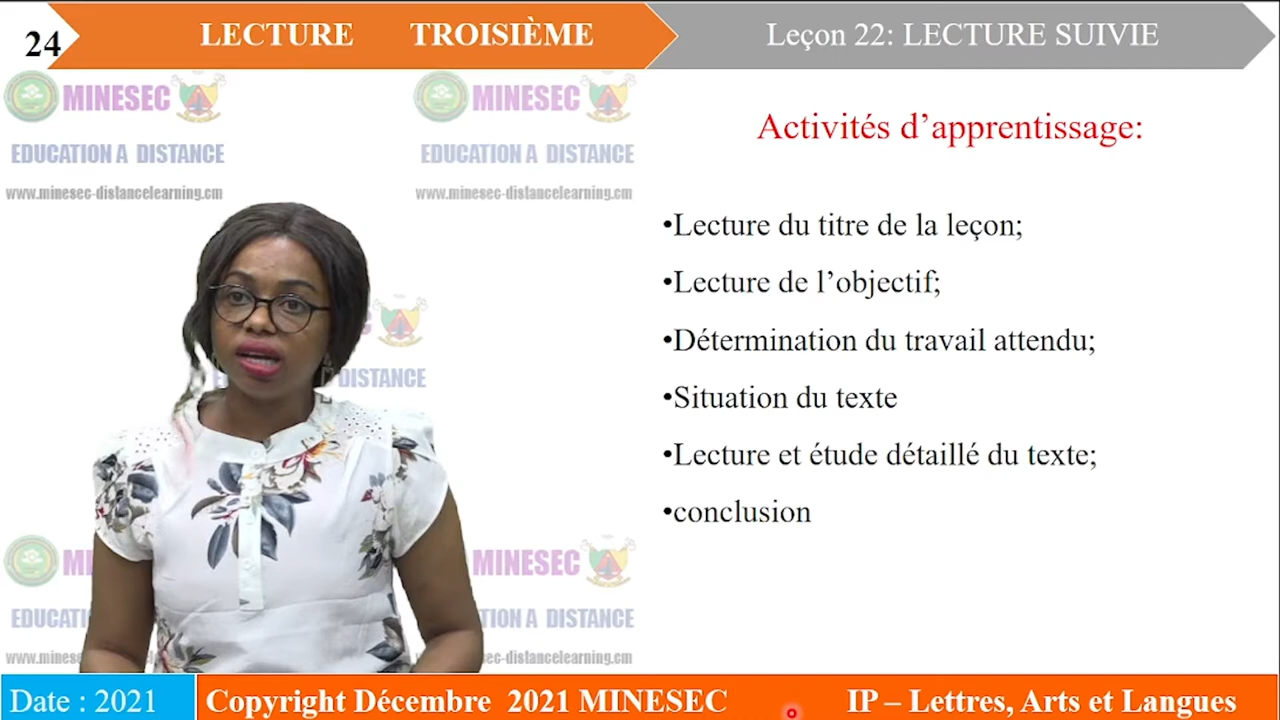 24
LECTURE TROISIÈME
Leçon 22: LECTURE SUIVIE
MINESEC
EDUCATION A DISTANCE
www.minesec-distancelearning.cm
MINESEC
EDUCATION A DISTANCE
www.minesec-distancelearning.cm
Activités d’apprentissage:
•Lecture du titre de la leçon;
•Lecture de l’objectif;
•Détermination du travail attendu;
•Situation du texte
•Lecture et étude détaillé du texte;
•conclusion
DISTANCE
MINESEC
DISTANCE
Date : 2021
Copyright Décembre 2021 MINESEC
IP – Lettres, Arts et Langues